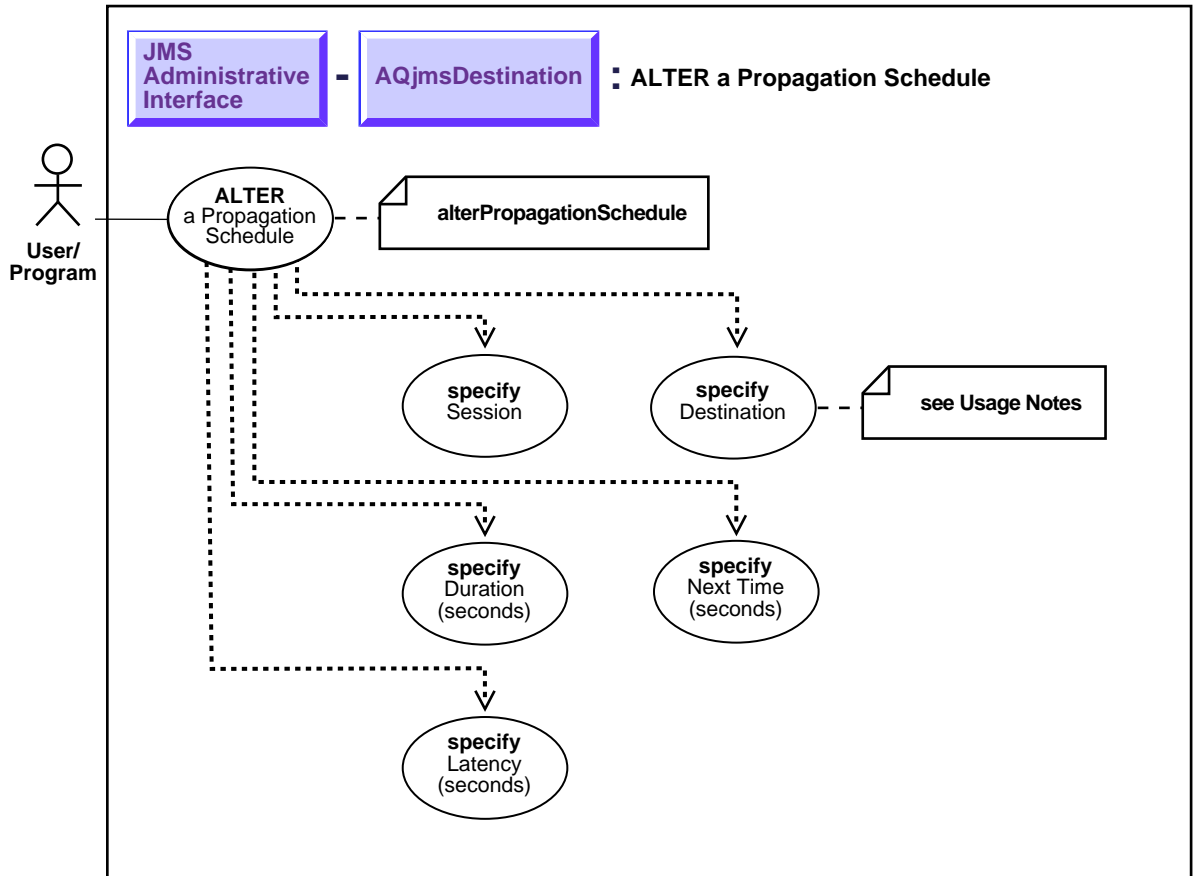 JMS
Administrative
Interface
-
AQjmsDestination
: ALTER a Propagation Schedule
User/
Program
ALTER
a Propagation
Schedule
alterPropagationSchedule
specify
Session
specify
Destination
see Usage Notes
specify
Duration
(seconds)
specify
Next Time
(seconds)
specify
Latency
(seconds)